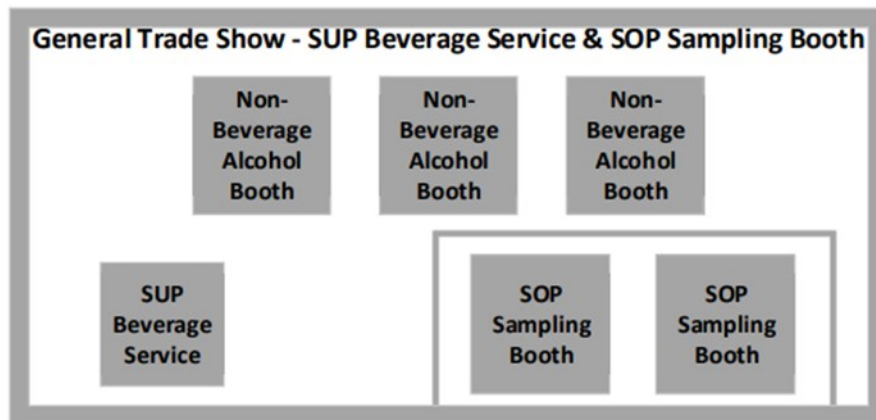 General Trade Show - SUP Beverage Service & SOP Sampling Booth
Non-
Beverage
Alcohol
Booth
Non-
Beverage
Alcohol
Booth
Non-
Beverage
Alcohol
Booth
SUP
Beverage
Service
SOP
Sampling
Booth
SOP
Sampling
Booth